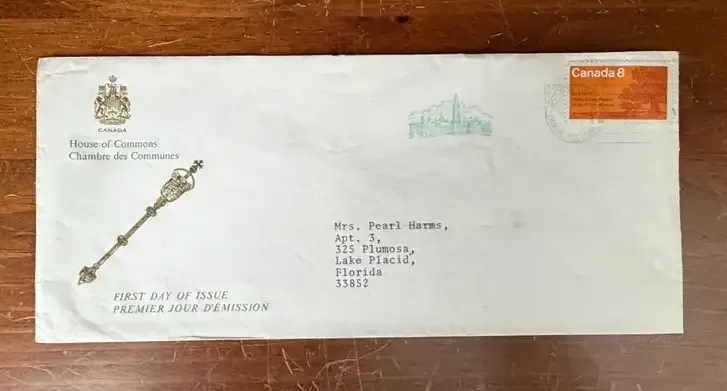 CANADA
House of Commons
Chambre des Communes
Canada 8
Mrs. Pearl Harms,
Apt. 3,
325 Plumosa,
Lake Placid,
Florida
33852
FIRST DAY OF ISSUE
PREMIER JOUR D'ÉMISSION